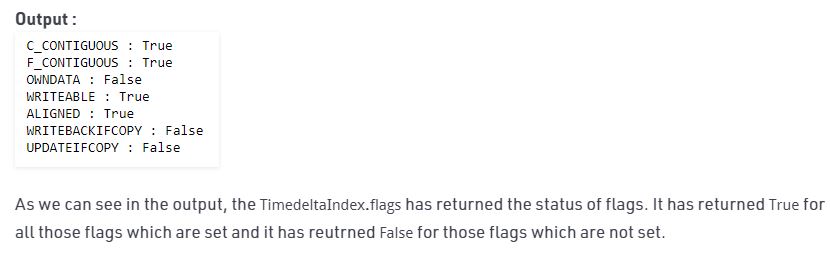 Output :
C_CONTIGUOUS : True
F_CONTIGUOUS : True
OWNDATA : False
WRITEABLE : True
ALIGNED : True
WRITEBACKIFCOPY : False
UPDATEIFCOPY : False
As we can see in the output, the TimedeltaIndex.flags has returned the status of flags. It has returned True for
all those flags which are set and it has reutrned False for those flags which are not set.